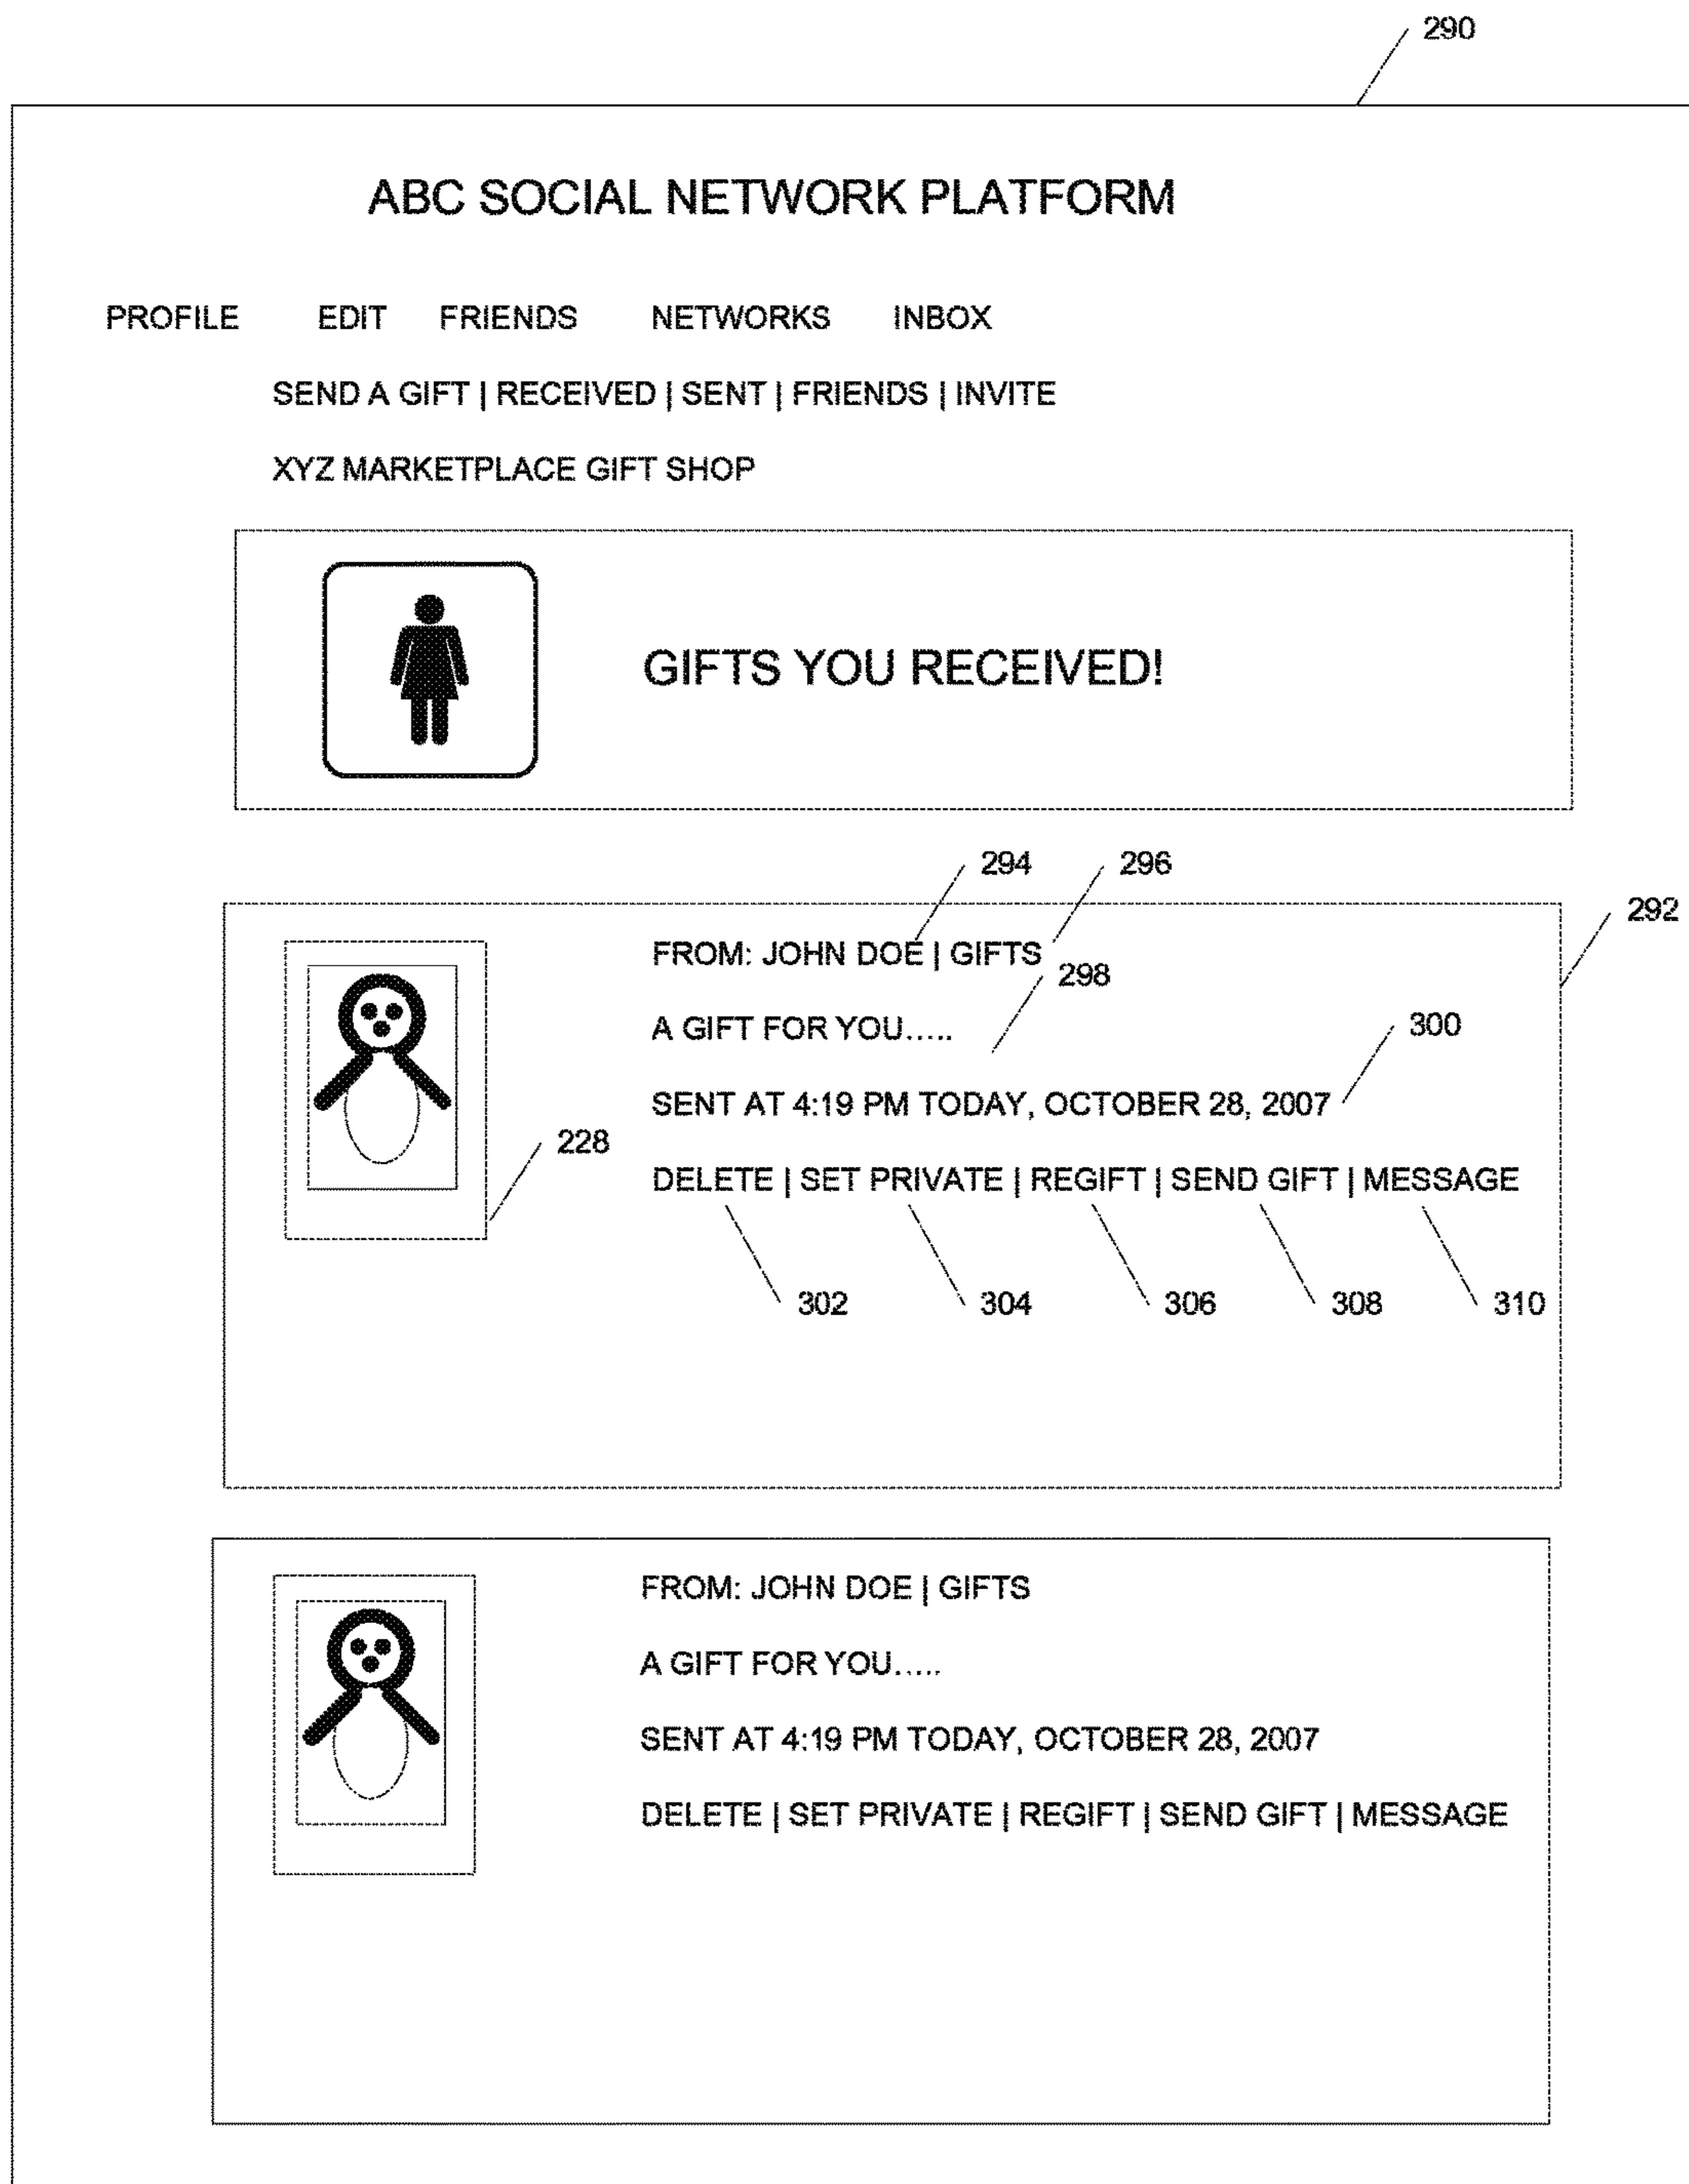 290
ABC SOCIAL NETWORK PLATFORM
PROFILE EDIT FRIENDS NETWORKS INBOX
SEND A GIFT | RECEIVED | SENT | FRIENDS | INVITE
XYZ MARKETPLACE GIFT SHOP
GIFTS YOU RECEIVED!
294 296
292
FROM: JOHN DOE | GIFTS
298
A GIFT FOR YOU.....
300
SENT AT 4:19 PM TODAY, OCTOBER 28, 2007
228
DELETE | SET PRIVATE | REGIFT | SEND GIFT | MESSAGE
302 304 306 308 310
FROM: JOHN DOE | GIFTS
A GIFT FOR YOU.....
SENT AT 4:19 PM TODAY, OCTOBER 28, 2007
DELETE | SET PRIVATE | REGIFT | SEND GIFT | MESSAGE